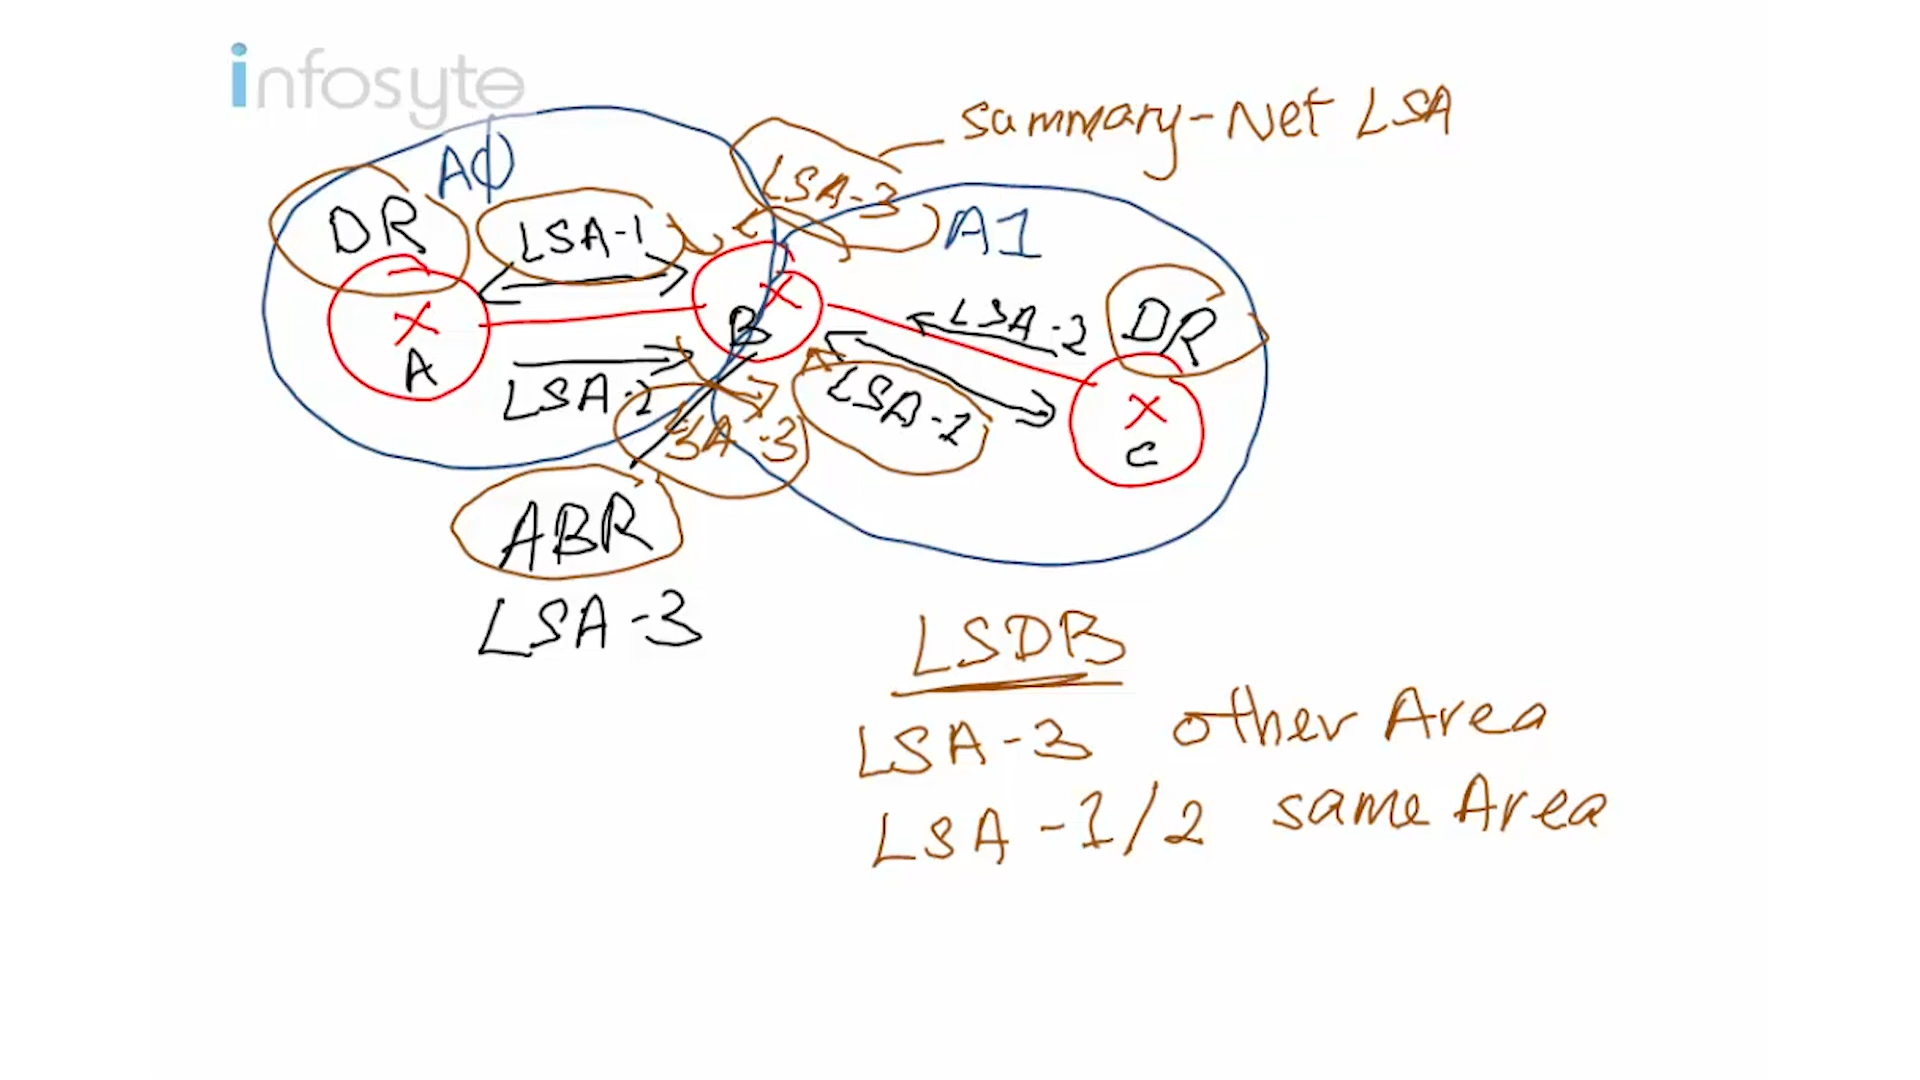 infosyte
summary-Net LSA
AØ
LSA-3
DR
LSA-1
A1
A
B
LSA-2
LSA-2
DR
LSA-1
C
LSA-3
ABR
LSA-3
LSDB
LSA-3 other Area
LSA-1/2 same Area